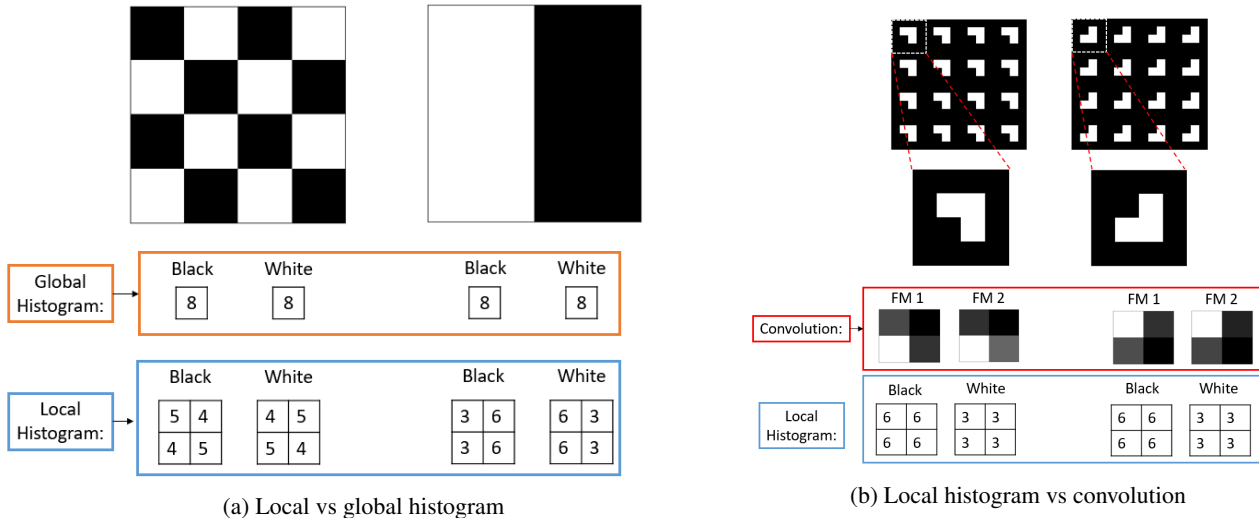 Global
Histogram:
Black White Black White
8 8 8 8
Local
Histogram:
Black White Black White
5 4 4 5 3 6 6 3
4 5 5 4 3 6 6 3
(a) Local vs global histogram
FM 1 FM 2 FM 1 FM 2
Convolution:
Local
Histogram:
Black White Black White
6 6 3 3 6 6 3 3
6 6 3 3 6 6 3 3
(b) Local histogram vs convolution